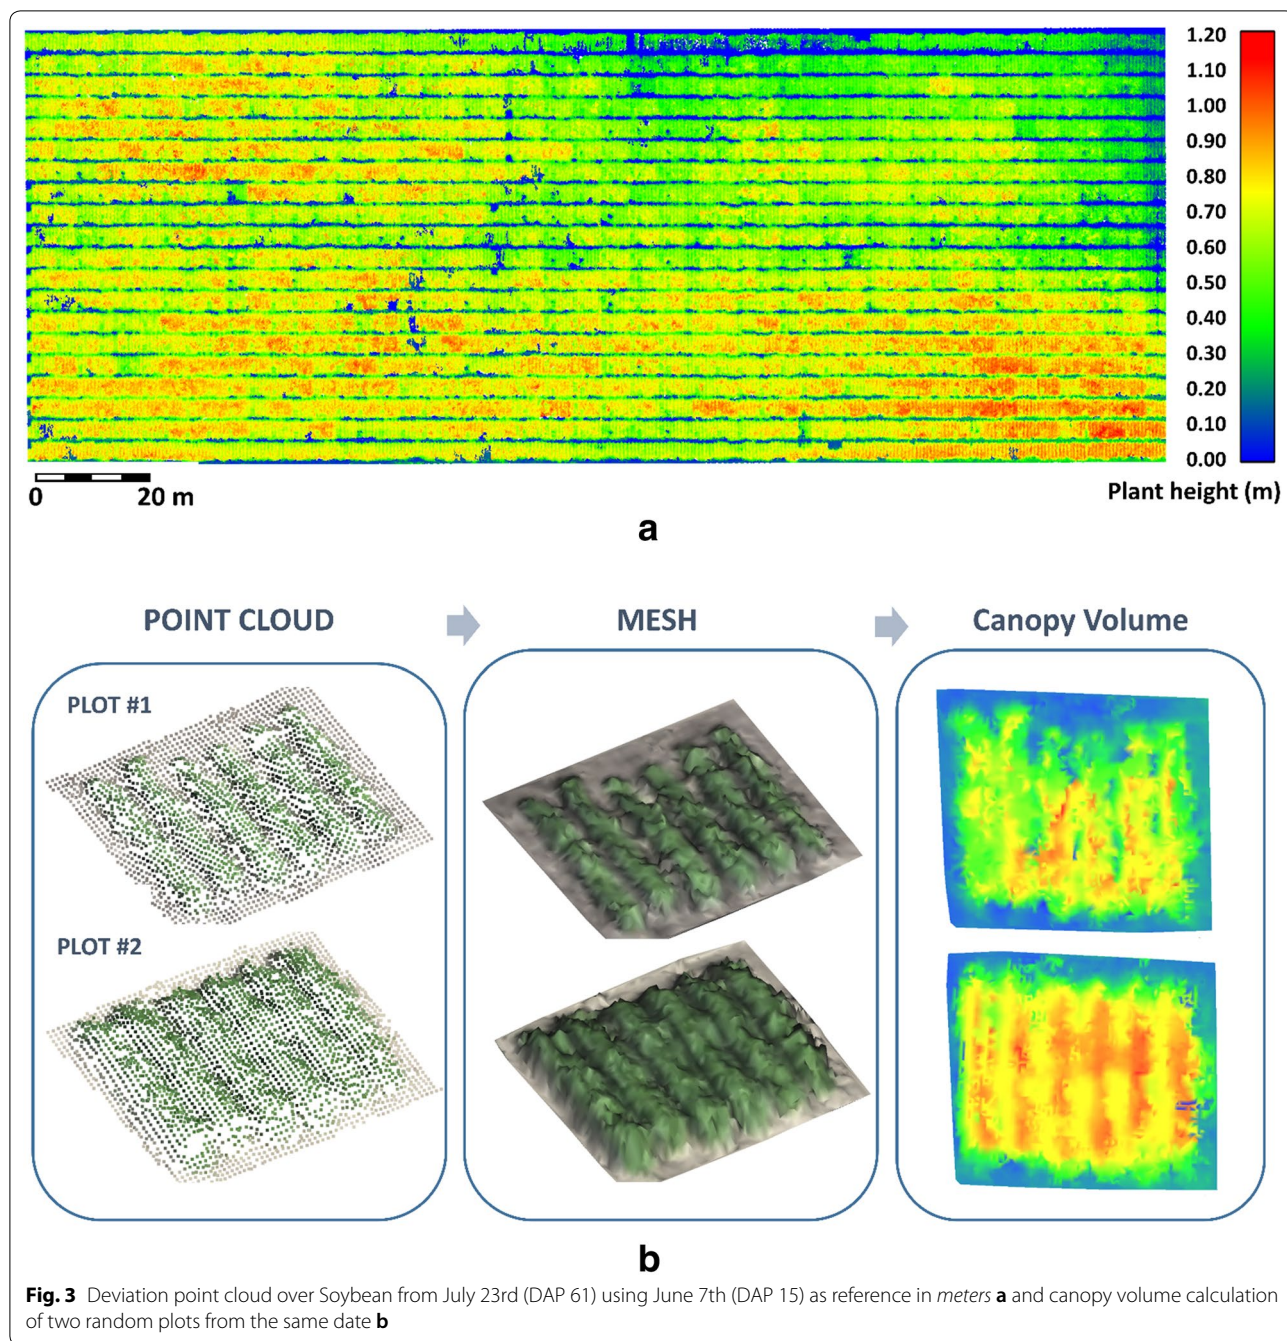 1.20
1.10
1.00
0.90
0.80
0.70
0.60
0.50
0.40
0.30
0.20
0.10
0.00
0 20 m
Plant height (m)
a
POINT CLOUD MESH Canopy Volume
PLOT #1
PLOT #2
b
Fig. 3 Deviation point cloud over Soybean from July 23rd (DAP 61) using June 7th (DAP 15) as reference in meters a and canopy volume calculation
of two random plots from the same date b